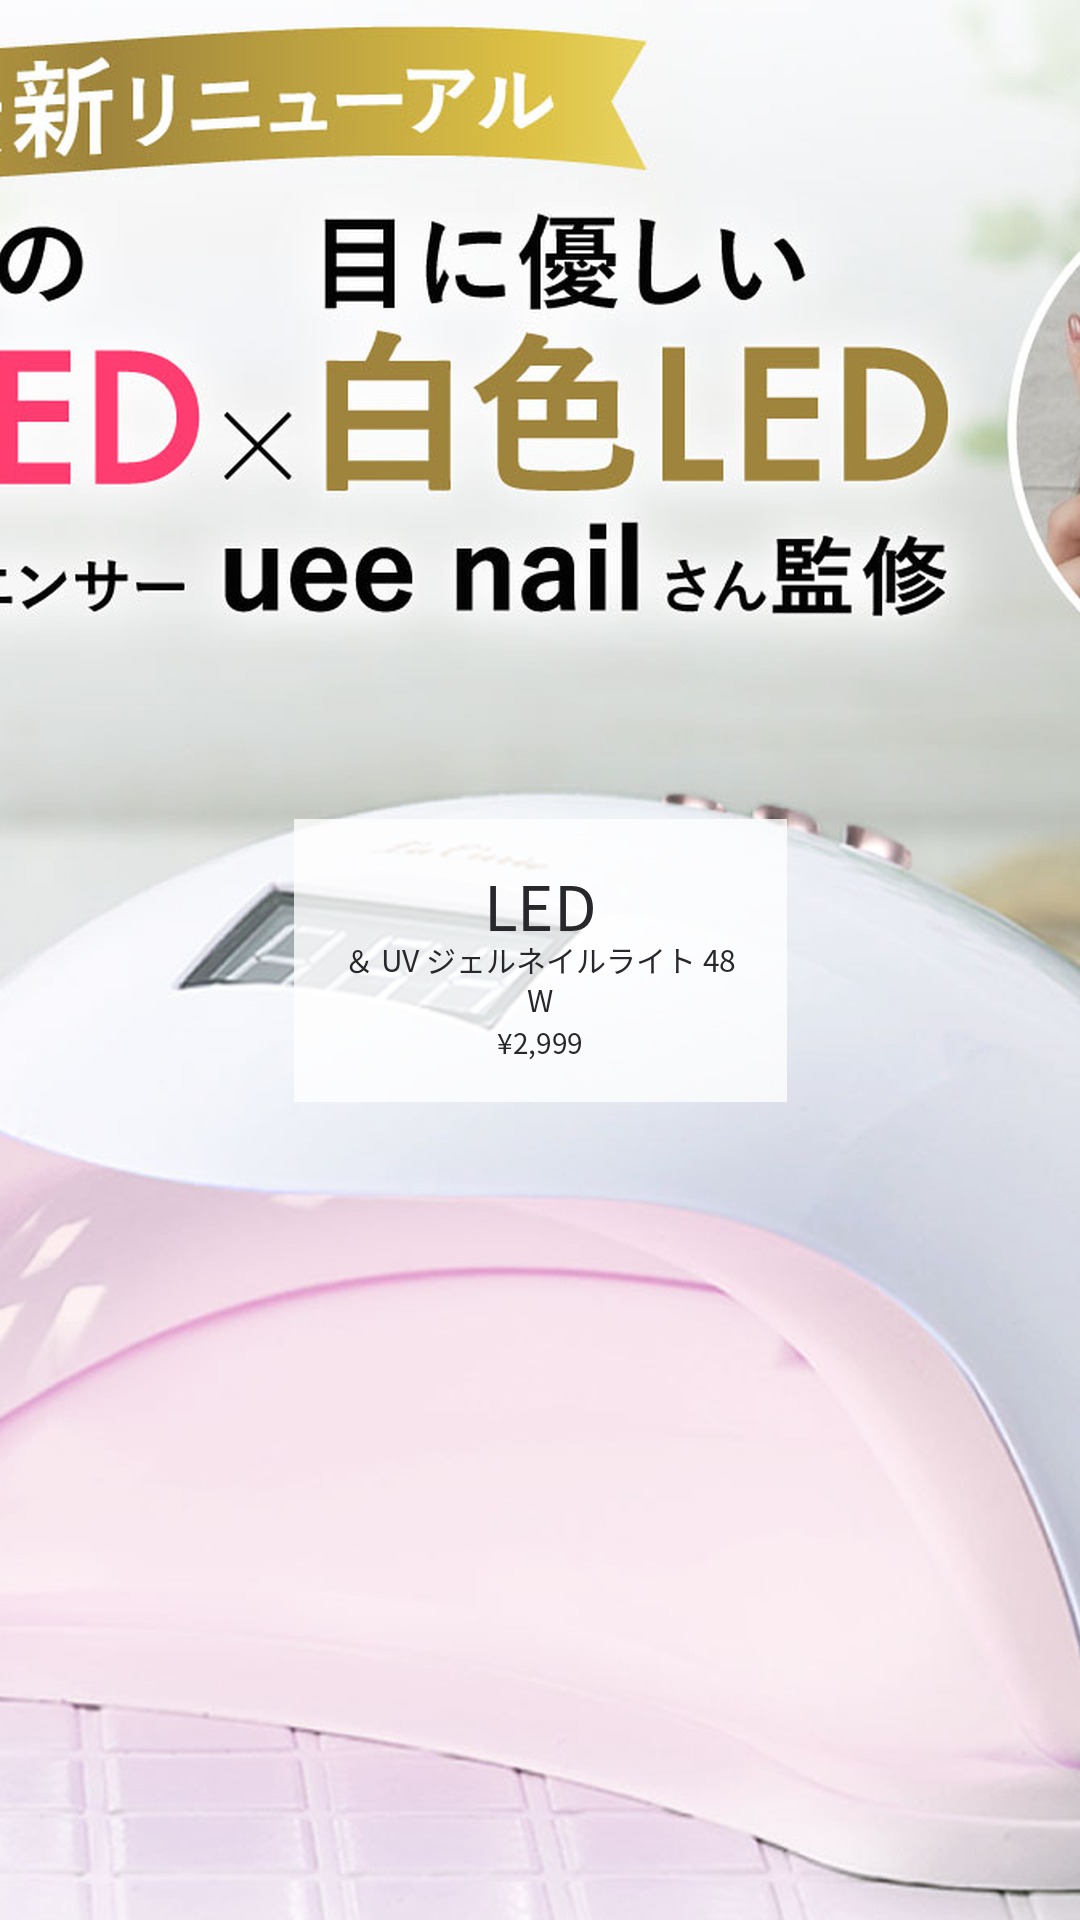 新リニューアル
の 目に優しい
ED×白色LED
ンサー uee nail さん監修
LED
& UV ジェルネイルライト 48
W
¥2,999